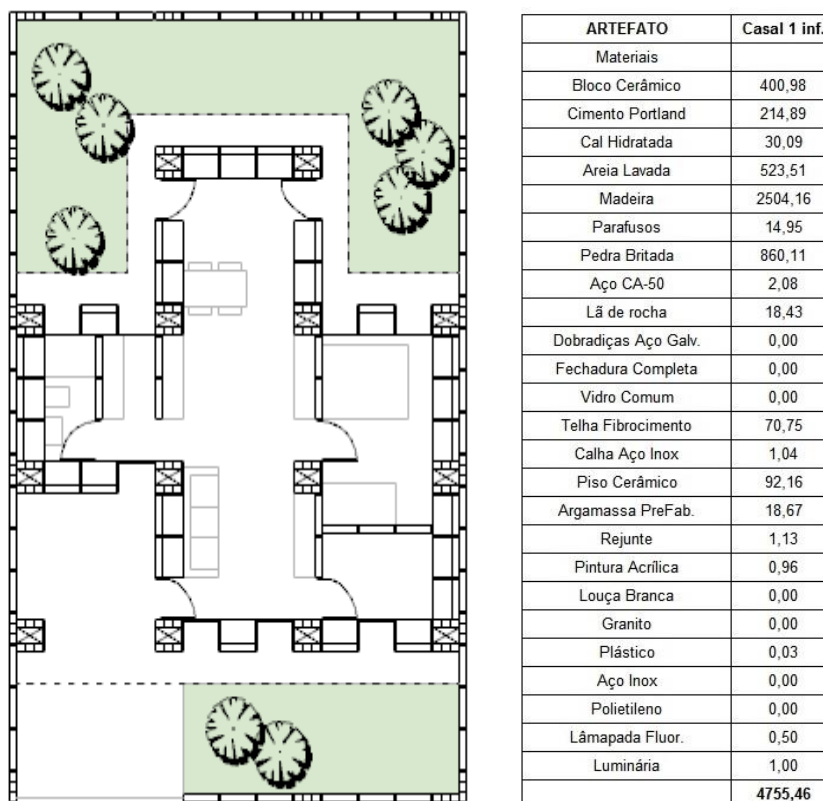 ARTEFATO Casal 1 inf.
Materiais
Bloco Cerâmico 400,98
Cimento Portland 214,89
Cal Hidratada 30,09
Areia Lavada 523,51
Madeira 2504,16
Parafusos 14,95
Pedra Britada 860,11
Aço CA-50 2,08
Lã de rocha 18,43
Dobradiças Aço Galv. 0,00
Fechadura Completa 0,00
Vidro Comum 0,00
Telha Fibrocimento 70,75
Calha Aço Inox 1,04
Piso Cerâmico 92,16
Argamassa PreFab. 18,67
Rejunte 1,13
Pintura Acrílica 0,96
Louça Branca 0,00
Granito 0,00
Plástico 0,03
Aço Inox 0,00
Polietileno 0,00
Lâmapada Fluor. 0,50
Luminária 1,00
4755,46